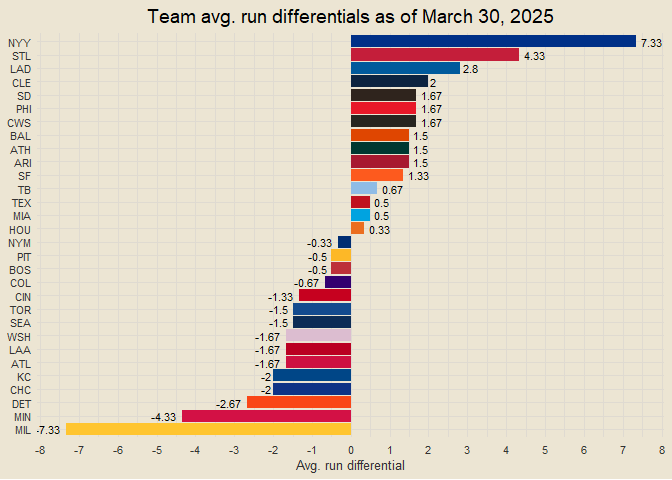 Team avg. run differentials as of March 30, 2025
NYY 7.33
STL 4.33
LAD 2.8
CLE 2
SD 1.67
PHI 1.67
CWS 1.67
BAL 1.5
ATH 1.5
ARI 1.5
SF 1.33
TB 0.67
TEX 0.5
MIA 0.5
HOU 0.33
NYM -0.33
PIT -0.5
BOS -0.5
COL -0.67
CIN -1.33
TOR -1.5
SEA -1.5
WSH -1.67
LAA -1.67
ATL -1.67
KC -2
CHC -2
DET -2.67
MIN -4.33
MIL -7.33
-8 -7 -6 -5 -4 -3 -2 -1 0 1 2 3 4 5 6 7 8
Avg. run differential